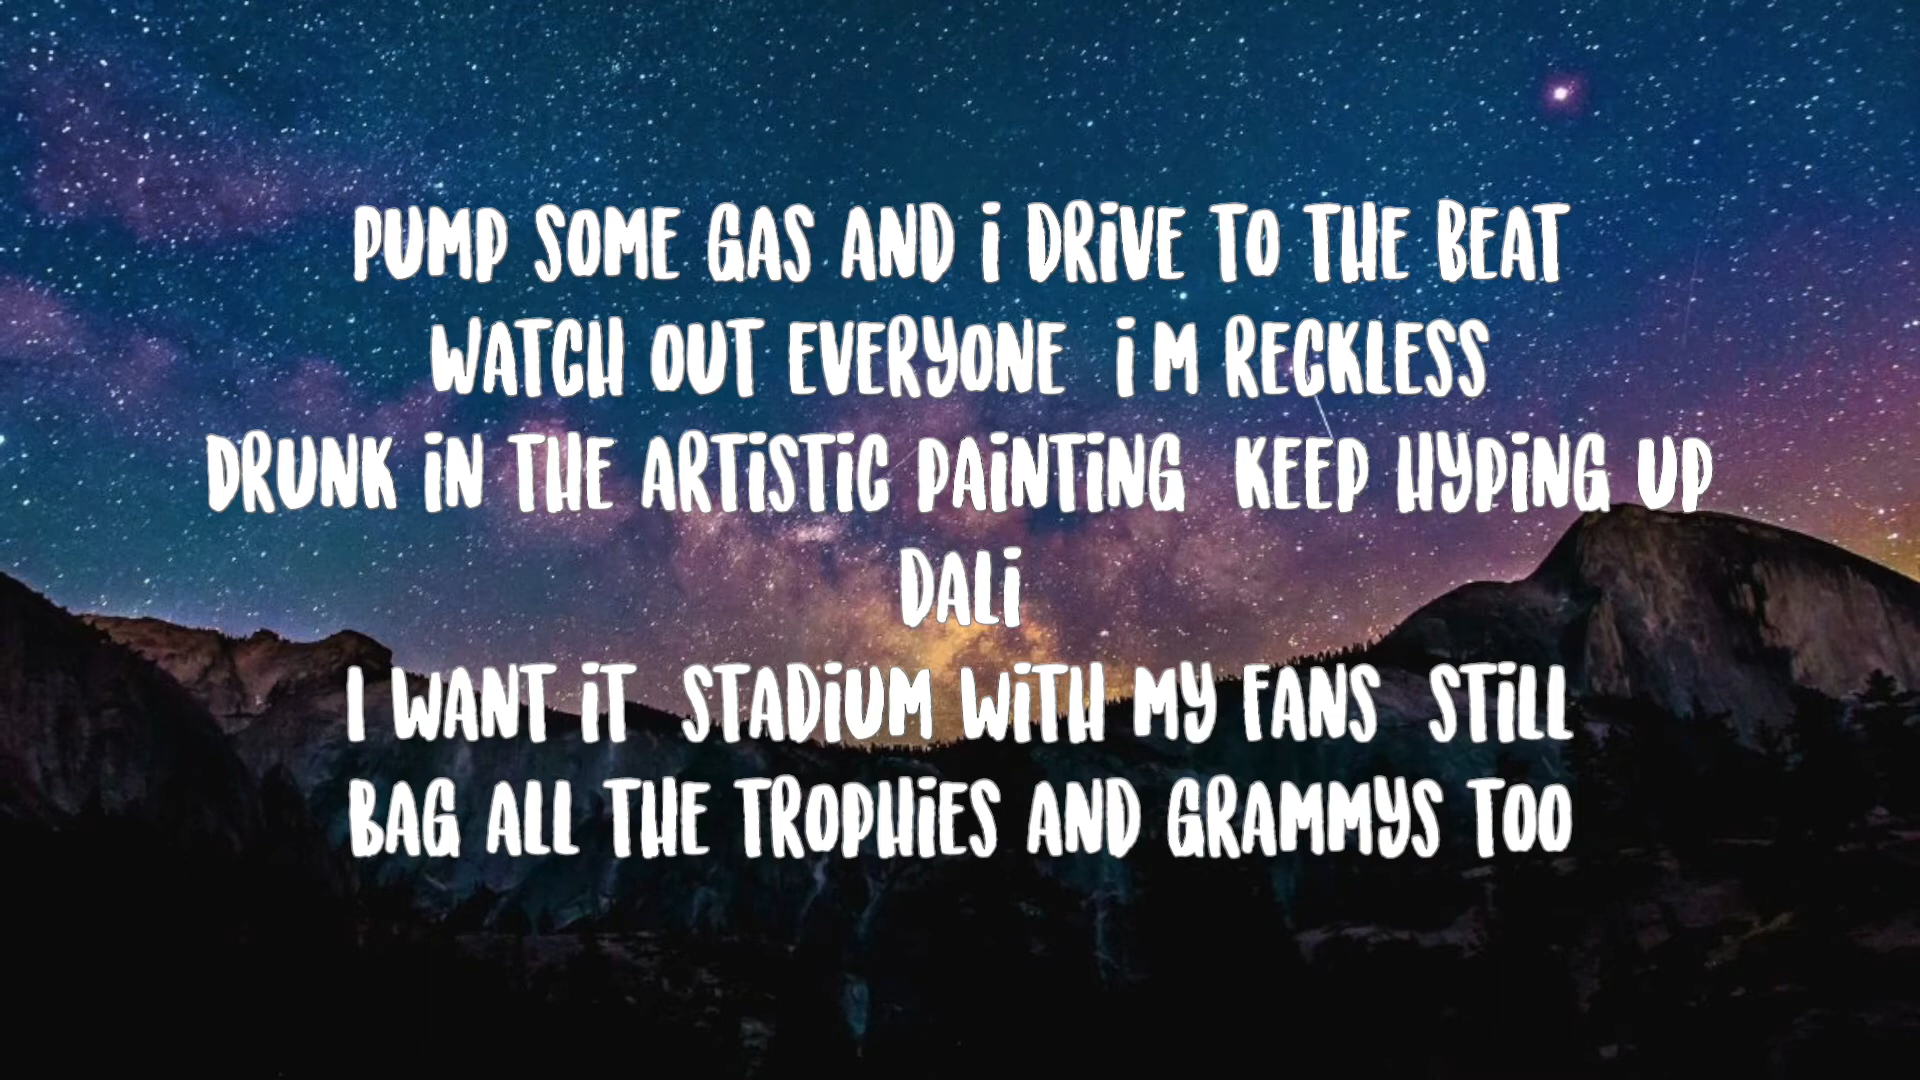 PUMP SOME GAS AND i DRiVE TO THE BEAT
WATCH OUT EVERYONE i M RECKLESS
DRUNK iN THE ARTiSTiC PAiNTiNG KEEP HYPiNG UP
DALi
I WANT iT STADiUM WiTH MY FANS STiLL
BAG ALL THE TROPHiES AND GRAMMYS TOO